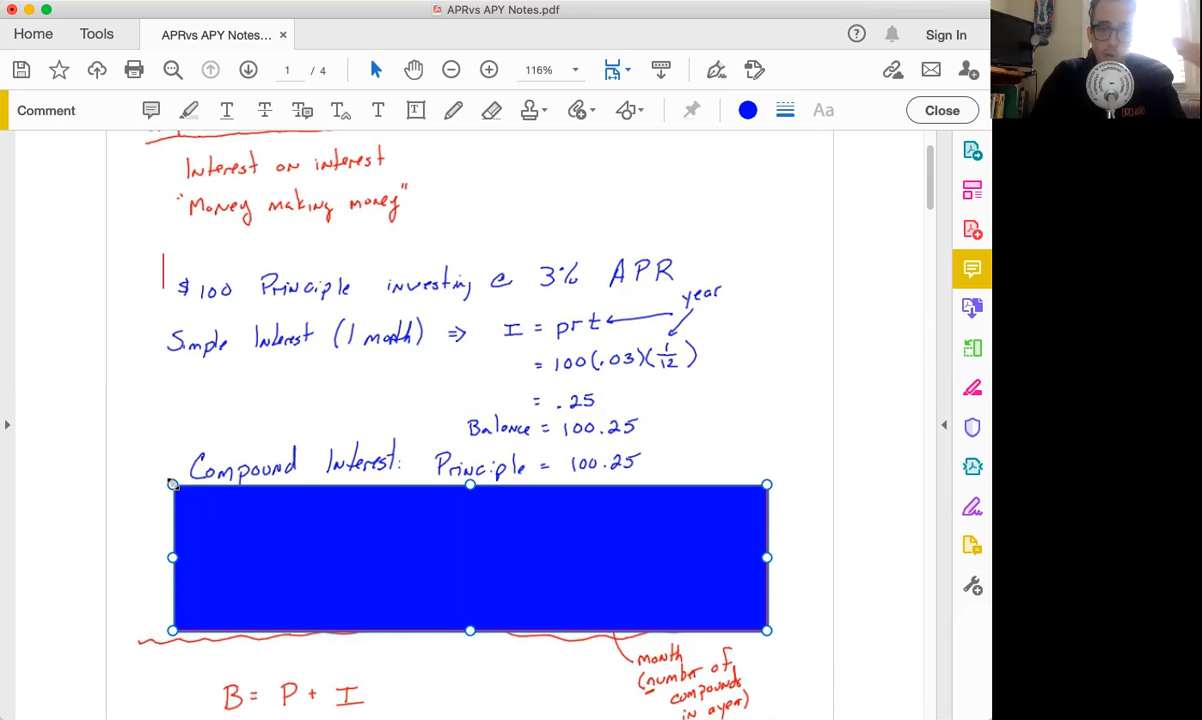 APRvs APY Notes.pdf
Home Tools APRvs APY Notes... × Sign In
1 / 4 116%
Comment Aa Close
Interest on interest
"Money making money"
$100 Principle investing @ 3% APR
year
Simple Interest (1 month) => I = prt
= 100(.03)(1/12)
= .25
Balance = 100.25
Compound Interest: Principle = 100.25
month
(number of
compounds
in a year)
B = P + I